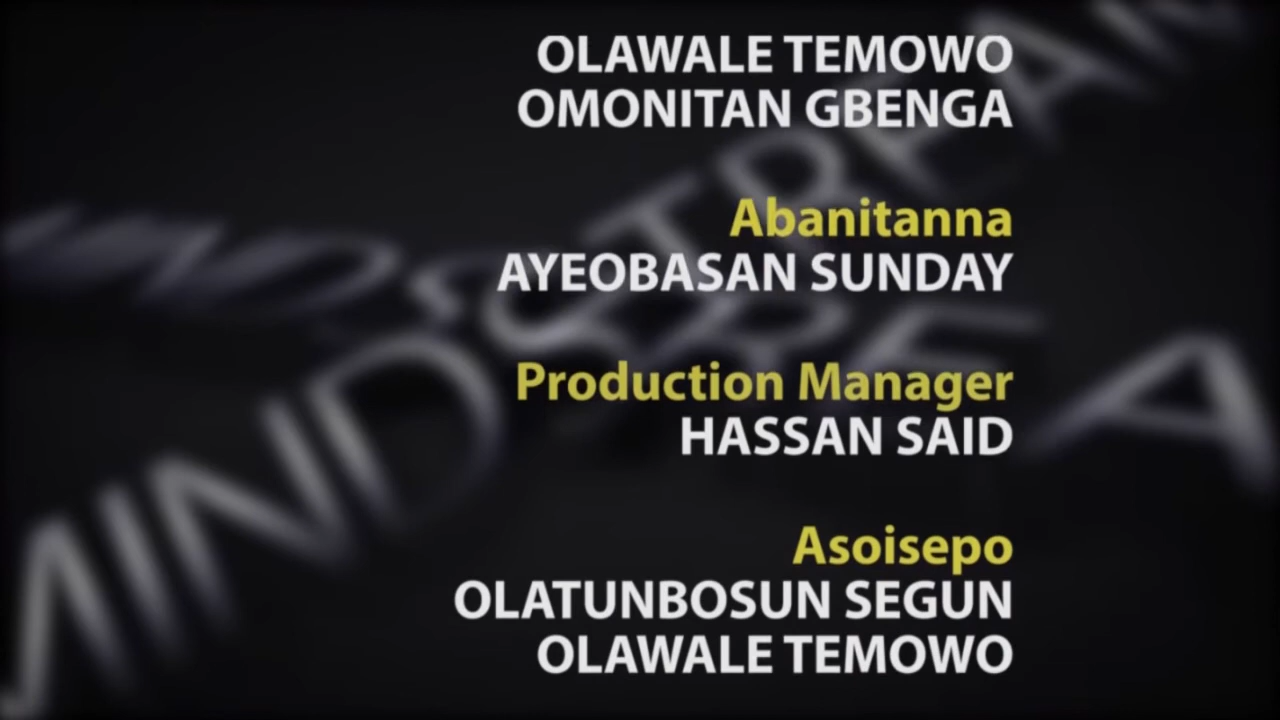 OLAWALE TEMOWO
OMONITAN GBENGA
Abanitanna
AYEOBASAN SUNDAY
Production Manager
HASSAN SAID
Asoisepo
OLATUNBOSUN SEGUN
OLAWALE TEMOWO